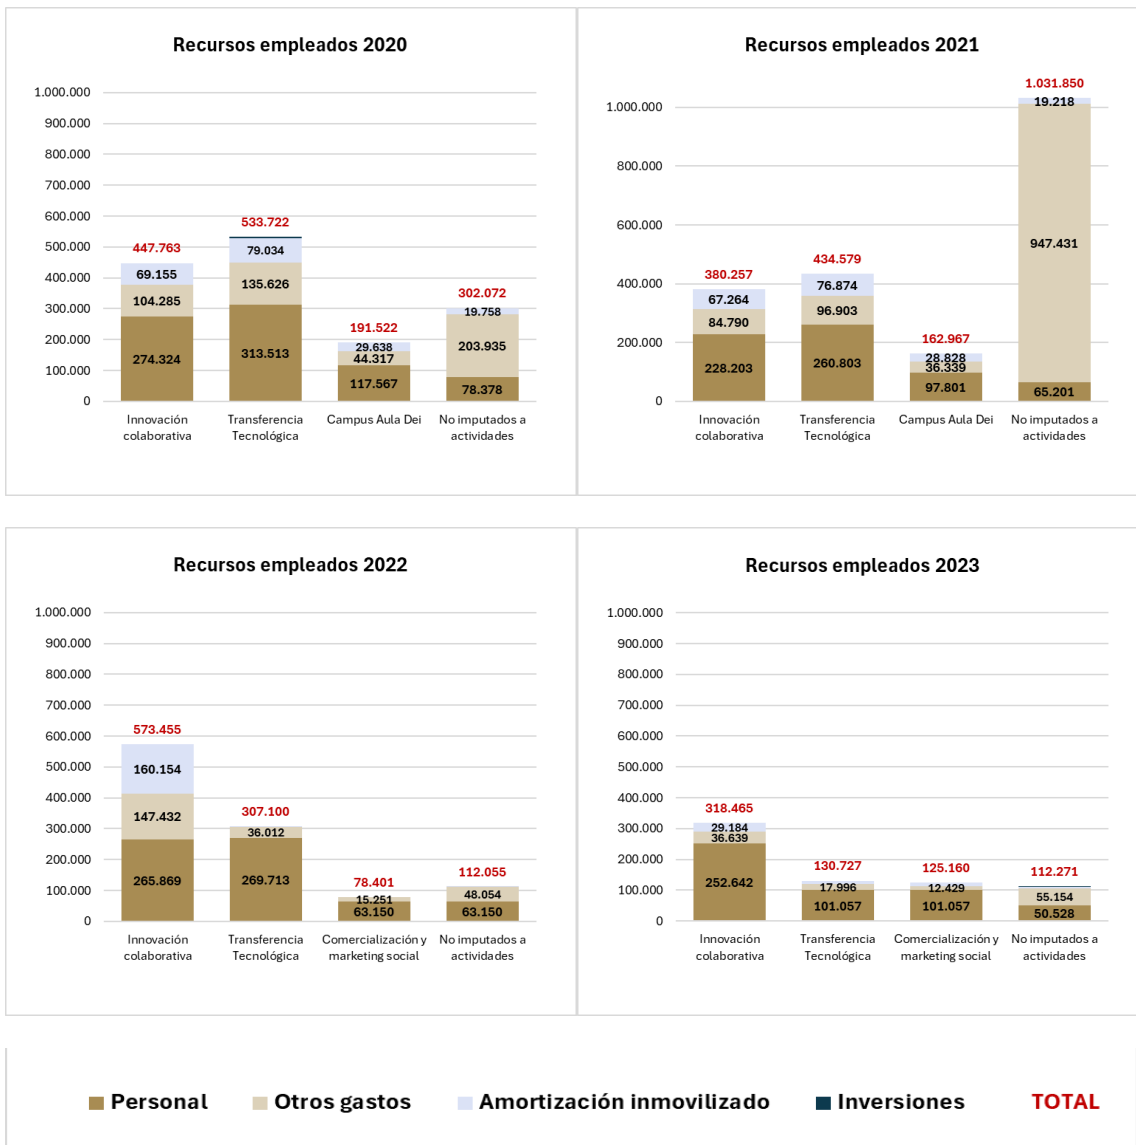 Recursos empleados 2020
1.000.000
900.000
800.000
700.000
600.000
500.000
400.000
300.000
200.000
100.000
0
447.763
69.155
104.285
274.324
533.722
79.034
135.626
313.513
191.522
29.638
44.317
117.567
302.072
19.758
203.935
78.378
Innovación
colaborativa
Transferencia
Tecnológica
Campus Aula Dei
No imputados a
actividades
Recursos empleados 2021
1.000.000
800.000
600.000
400.000
200.000
0
380.257
67.264
84.790
228.203
434.579
76.874
96.903
260.803
162.967
28.828
36.339
97.801
1.031.850
19.218
947.431
65.201
Innovación
colaborativa
Transferencia
Tecnológica
Campus Aula Dei
No imputados a
actividades
Recursos empleados 2022
1.000.000
900.000
800.000
700.000
600.000
500.000
400.000
300.000
200.000
100.000
0
573.455
160.154
147.432
265.869
307.100
36.012
269.713
78.401
15.251
63.150
112.055
48.054
63.150
Innovación
colaborativa
Transferencia
Tecnológica
Comercialización y
marketing social
No imputados a
actividades
Recursos empleados 2023
1.000.000
900.000
800.000
700.000
600.000
500.000
400.000
300.000
200.000
100.000
0
318.465
29.184
36.639
252.642
130.727
17.996
101.057
125.160
12.429
101.057
112.271
55.154
50.528
Innovación
colaborativa
Transferencia
Tecnológica
Comercialización y
marketing social
No imputados a
actividades
Personal Otros gastos Amortización inmovilizado Inversiones TOTAL